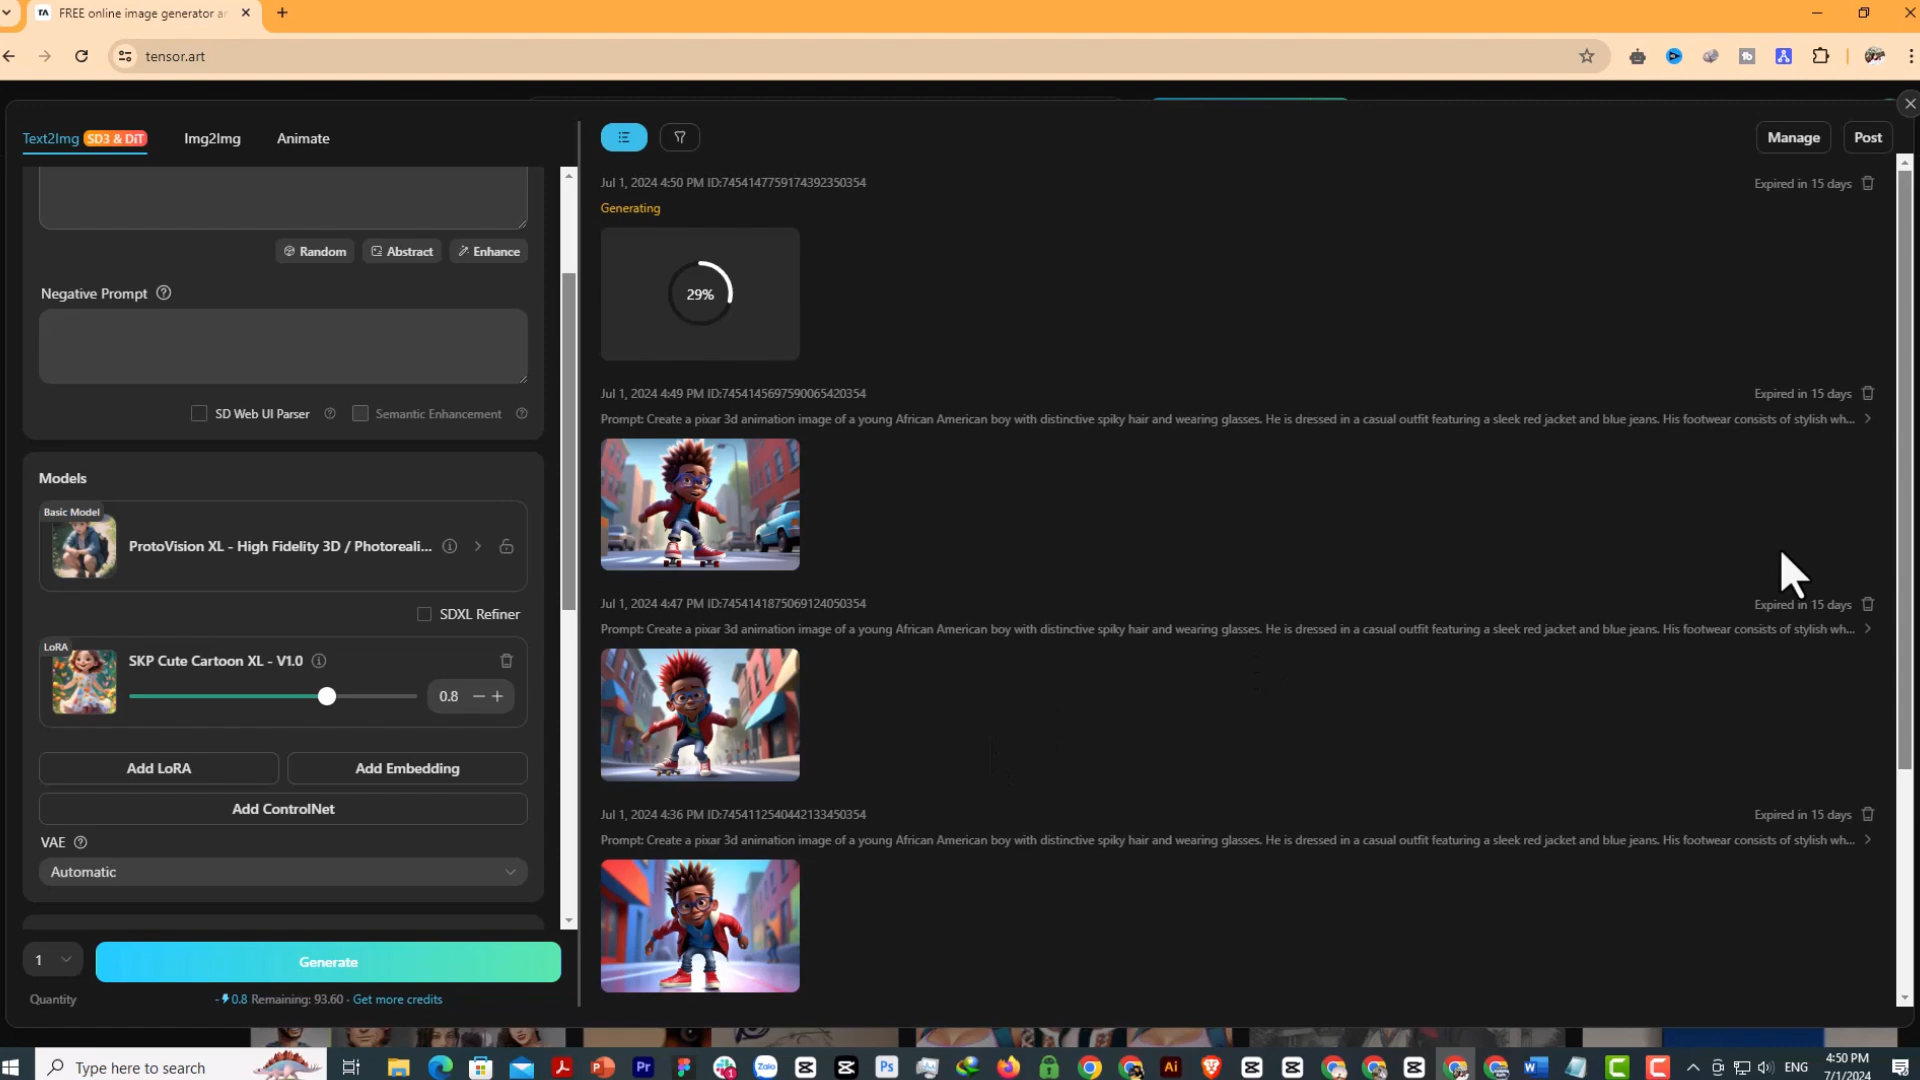 FREE online image generator ar
tensor.art
Text2Img SD3 & DiT Img2Img Animate
Manage Post
Jul 1, 2024 4:50 PM ID:7454147759174392350354 Expired in 15 days
Generating
29%
Random Abstract Enhance
Negative Prompt
SD Web UI Parser Semantic Enhancement
Jul 1, 2024 4:49 PM ID:7454145697590065420354 Expired in 15 days
Prompt: Create a pixar 3d animation image of a young African American boy with distinctive spiky hair and wearing glasses. He is dressed in a casual outfit featuring a sleek red jacket and blue jeans. His footwear consists of stylish wh...
Models
Basic Model
ProtoVision XL - High Fidelity 3D / Photoreali...
SDXL Refiner
LoRA
SKP Cute Cartoon XL - V1.0
0.8
Jul 1, 2024 4:47 PM ID:7454141875069124050354 Expired in 15 days
Prompt: Create a pixar 3d animation image of a young African American boy with distinctive spiky hair and wearing glasses. He is dressed in a casual outfit featuring a sleek red jacket and blue jeans. His footwear consists of stylish wh...
Add LoRA Add Embedding
Add ControlNet
VAE
Automatic
Jul 1, 2024 4:36 PM ID:7454112540442133450354 Expired in 15 days
Prompt: Create a pixar 3d animation image of a young African American boy with distinctive spiky hair and wearing glasses. He is dressed in a casual outfit featuring a sleek red jacket and blue jeans. His footwear consists of stylish wh...
1 Generate
Quantity - 0.8 Remaining: 93.60 · Get more credits
Type here to search
ENG
4:50 PM
7/1/2024